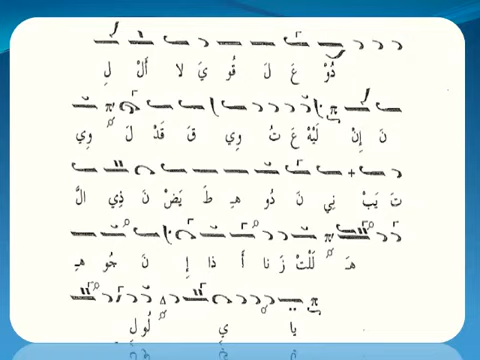 لِ أَلْ لا يَ قُو لَ عَ دُوْ
وِي لَ قَدْ قَ وِي تُ عَ لَيْهْ إِنْ نَ
الَّ ذِي نَ يَضْ طَ هِـ دُو نَ نِي يَبْ تَ
هِـ جُو نَ إِ ذا أَ نا زَ لَلْتْ هَـ
لُولِ ي يا